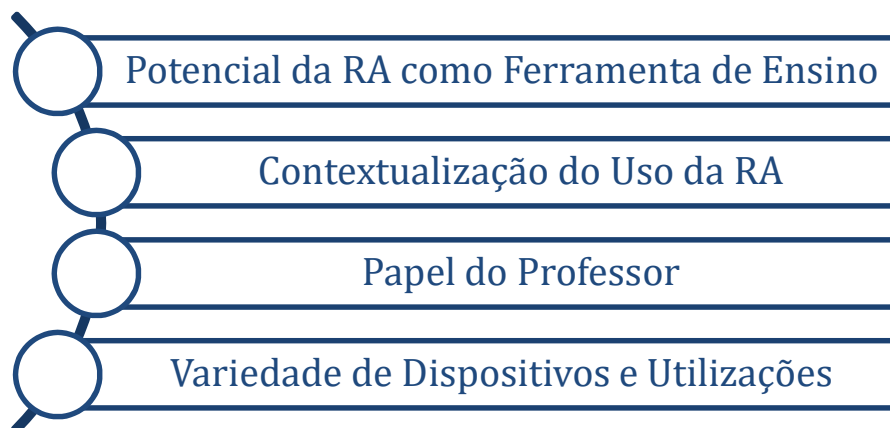 Potencial da RA como Ferramenta de Ensino
Contextualização do Uso da RA
Papel do Professor
Variedade de Dispositivos e Utilizações